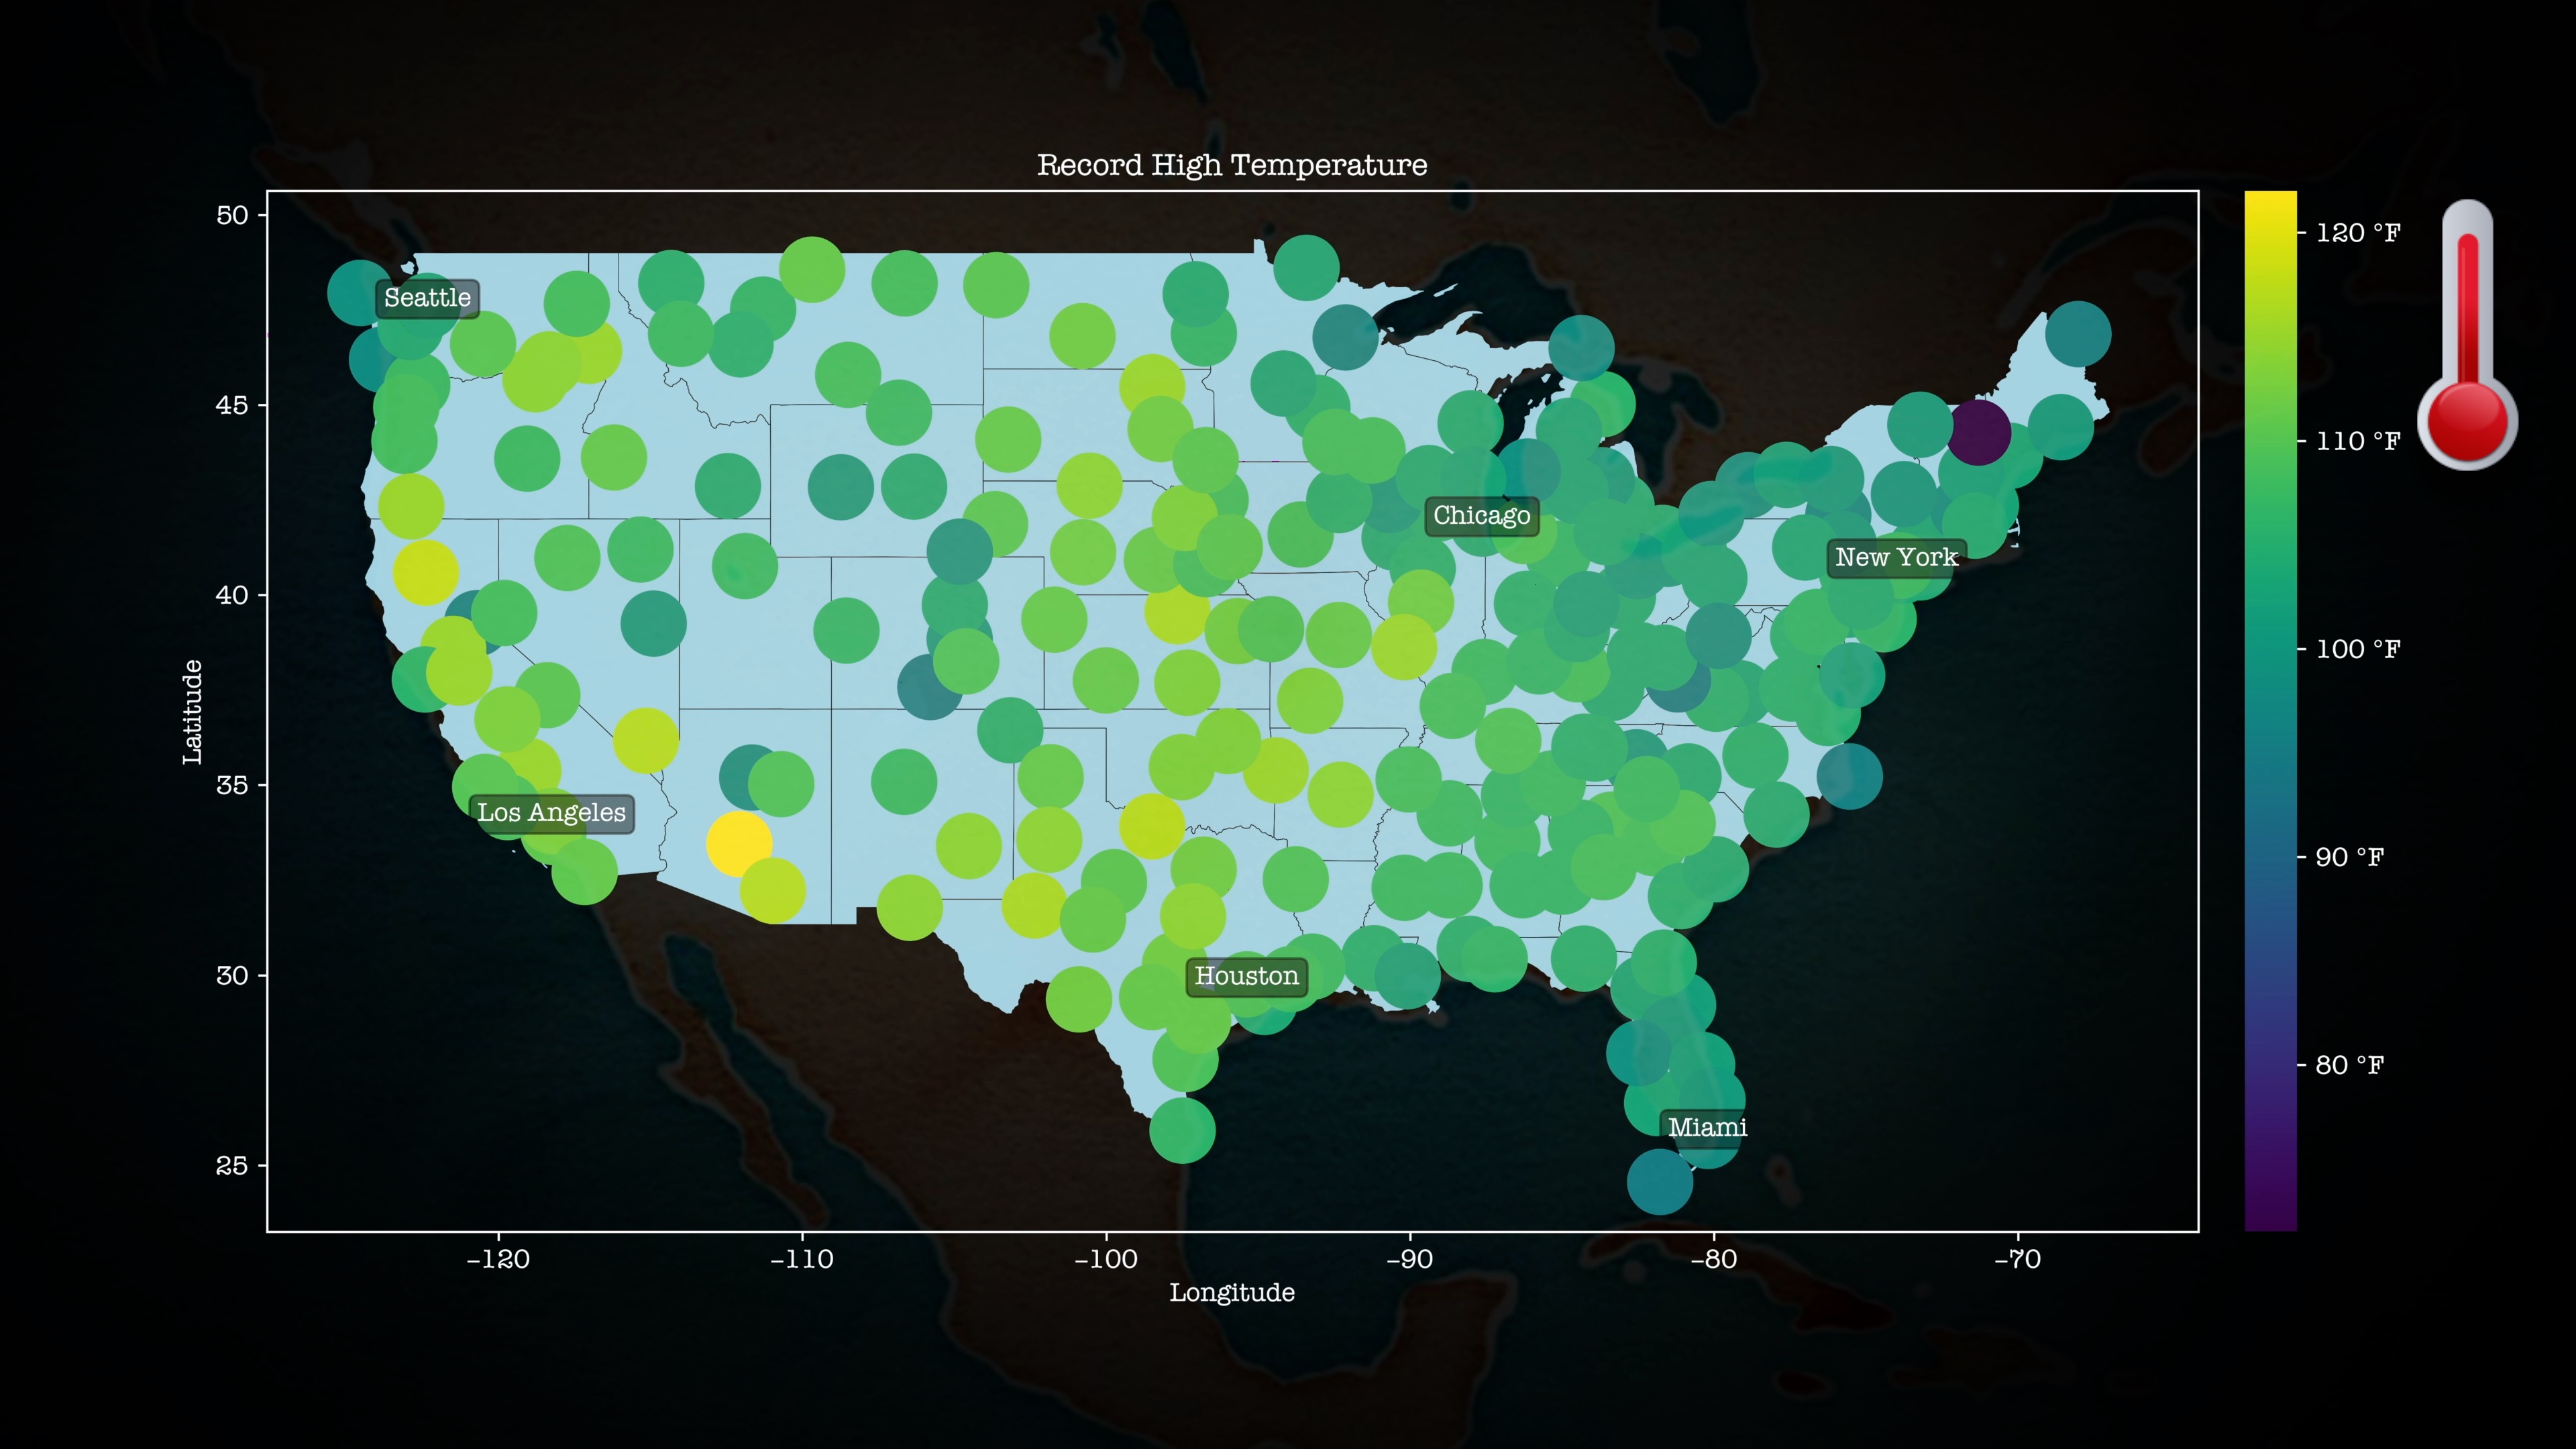 Record High Temperature
50
45
40
35
30
25
Latitude
-120
-110
-100
-90
-80
-70
Longitude
Seattle
Chicago
New York
Los Angeles
Houston
Miami
120 °F
110 °F
100 °F
90 °F
80 °F